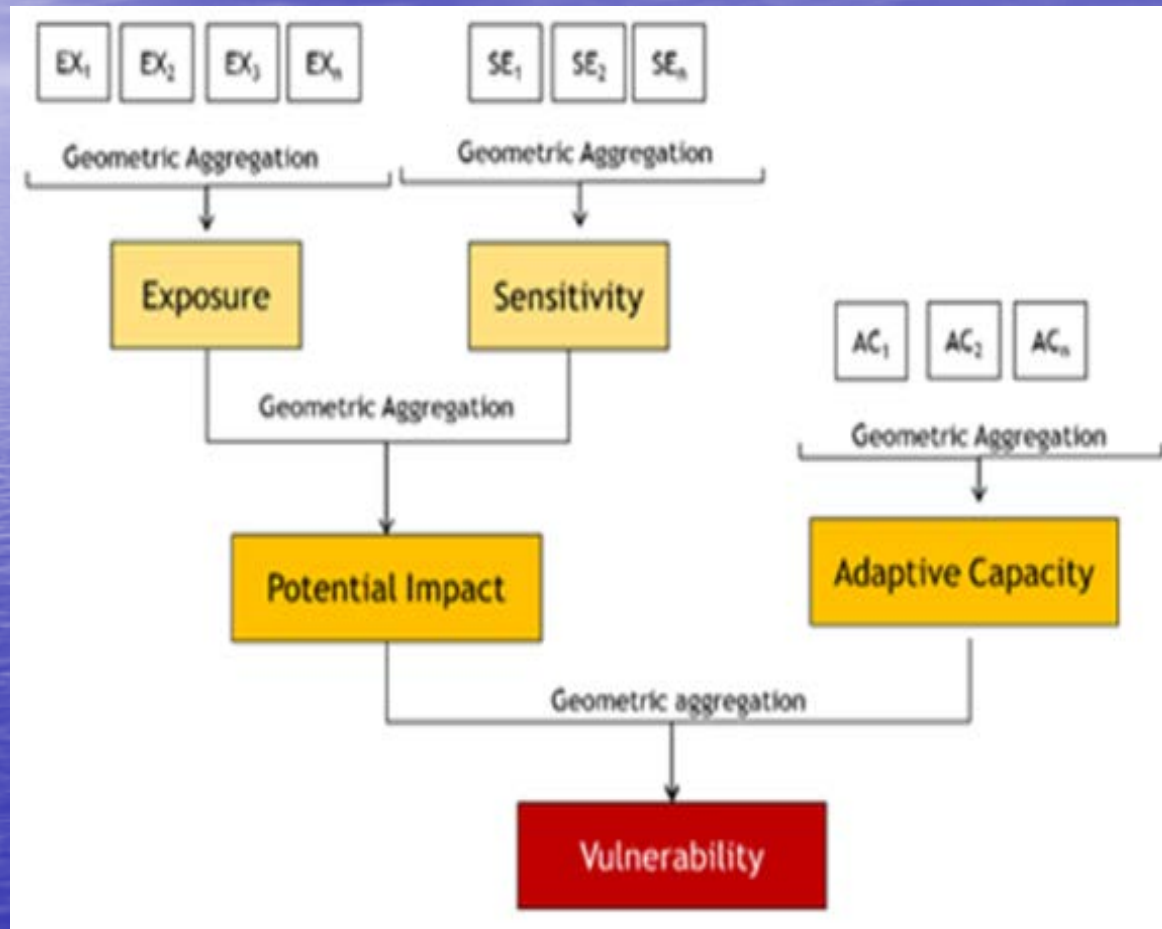 EX₁ EX₂ EX₃ EXₙ
SE₁ SE₂ SEₙ
Geometric Aggregation
Geometric Aggregation
Exposure
Sensitivity
AC₁ AC₂ ACₙ
Geometric Aggregation
Geometric Aggregation
Potential Impact
Adaptive Capacity
Geometric aggregation
Vulnerability